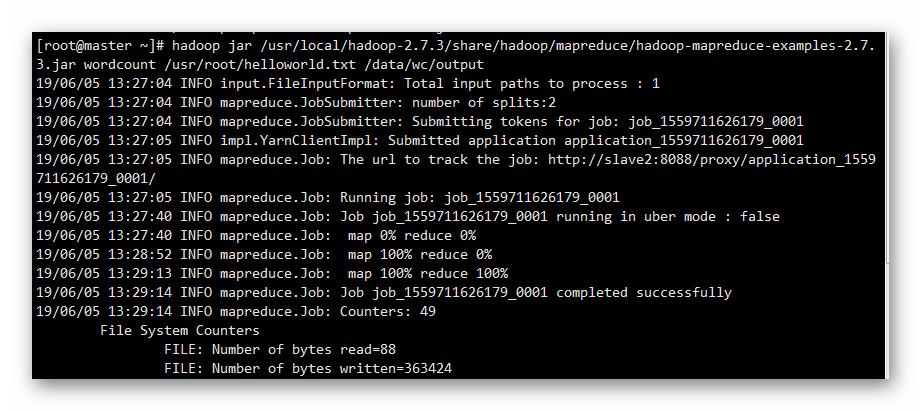 [root@master ~]# hadoop jar /usr/local/hadoop-2.7.3/share/hadoop/mapreduce/hadoop-mapreduce-examples-2.7.
3.jar wordcount /usr/root/helloworld.txt /data/wc/output
19/06/05 13:27:04 INFO input.FileInputFormat: Total input paths to process : 1
19/06/05 13:27:04 INFO mapreduce.JobSubmitter: number of splits:2
19/06/05 13:27:04 INFO mapreduce.JobSubmitter: Submitting tokens for job: job_1559711626179_0001
19/06/05 13:27:05 INFO impl.YarnClientImpl: Submitted application application_1559711626179_0001
19/06/05 13:27:05 INFO mapreduce.Job: The url to track the job: http://slave2:8088/proxy/application_1559
711626179_0001/
19/06/05 13:27:05 INFO mapreduce.Job: Running job: job_1559711626179_0001
19/06/05 13:27:40 INFO mapreduce.Job: Job job_1559711626179_0001 running in uber mode : false
19/06/05 13:27:40 INFO mapreduce.Job:  map 0% reduce 0%
19/06/05 13:28:52 INFO mapreduce.Job:  map 100% reduce 0%
19/06/05 13:29:13 INFO mapreduce.Job:  map 100% reduce 100%
19/06/05 13:29:14 INFO mapreduce.Job: Job job_1559711626179_0001 completed successfully
19/06/05 13:29:14 INFO mapreduce.Job: Counters: 49
File System Counters
FILE: Number of bytes read=88
FILE: Number of bytes written=363424